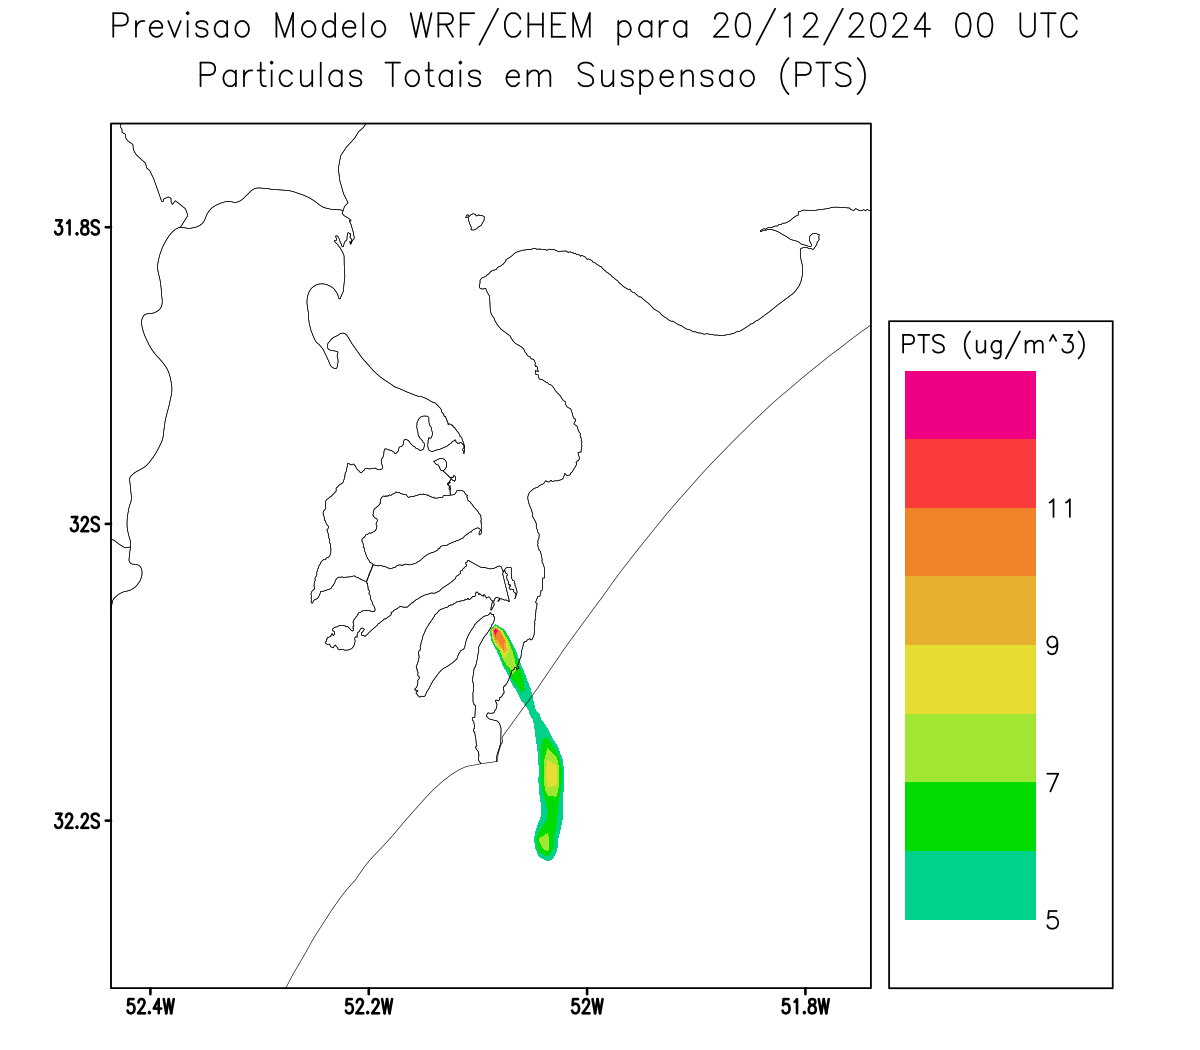 Previsao Modelo WRF/CHEM para 20/12/2024 00 UTC
Particulas Totais em Suspensao (PTS)
31.8S
32S
32.2S
52.4W
52.2W
52W
51.8W
PTS (ug/m^3)
11
9
7
5